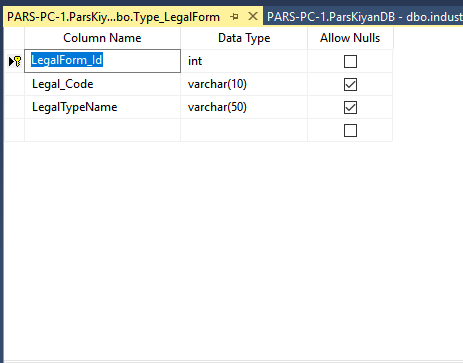 PARS-PC-1.ParsKiy...bo.Type_LegalForm PARS-PC-1.ParsKiyanDB - dbo.indust
Column Name Data Type Allow Nulls
LegalForm_Id int
Legal_Code varchar(10)
LegalTypeName varchar(50)